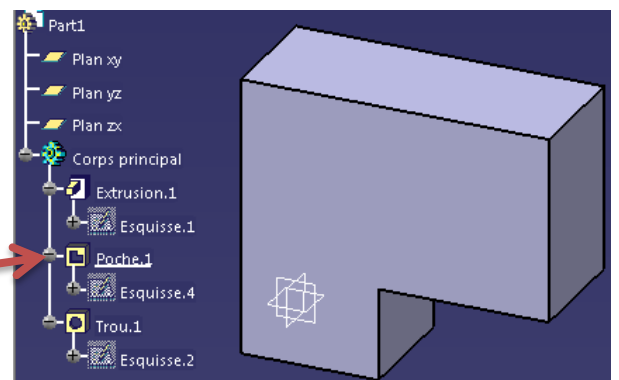 Part1
Plan xy
Plan yz
Plan zx
Corps principal
Extrusion.1
Esquisse.1
Poche.1
Esquisse.4
Trou.1
Esquisse.2